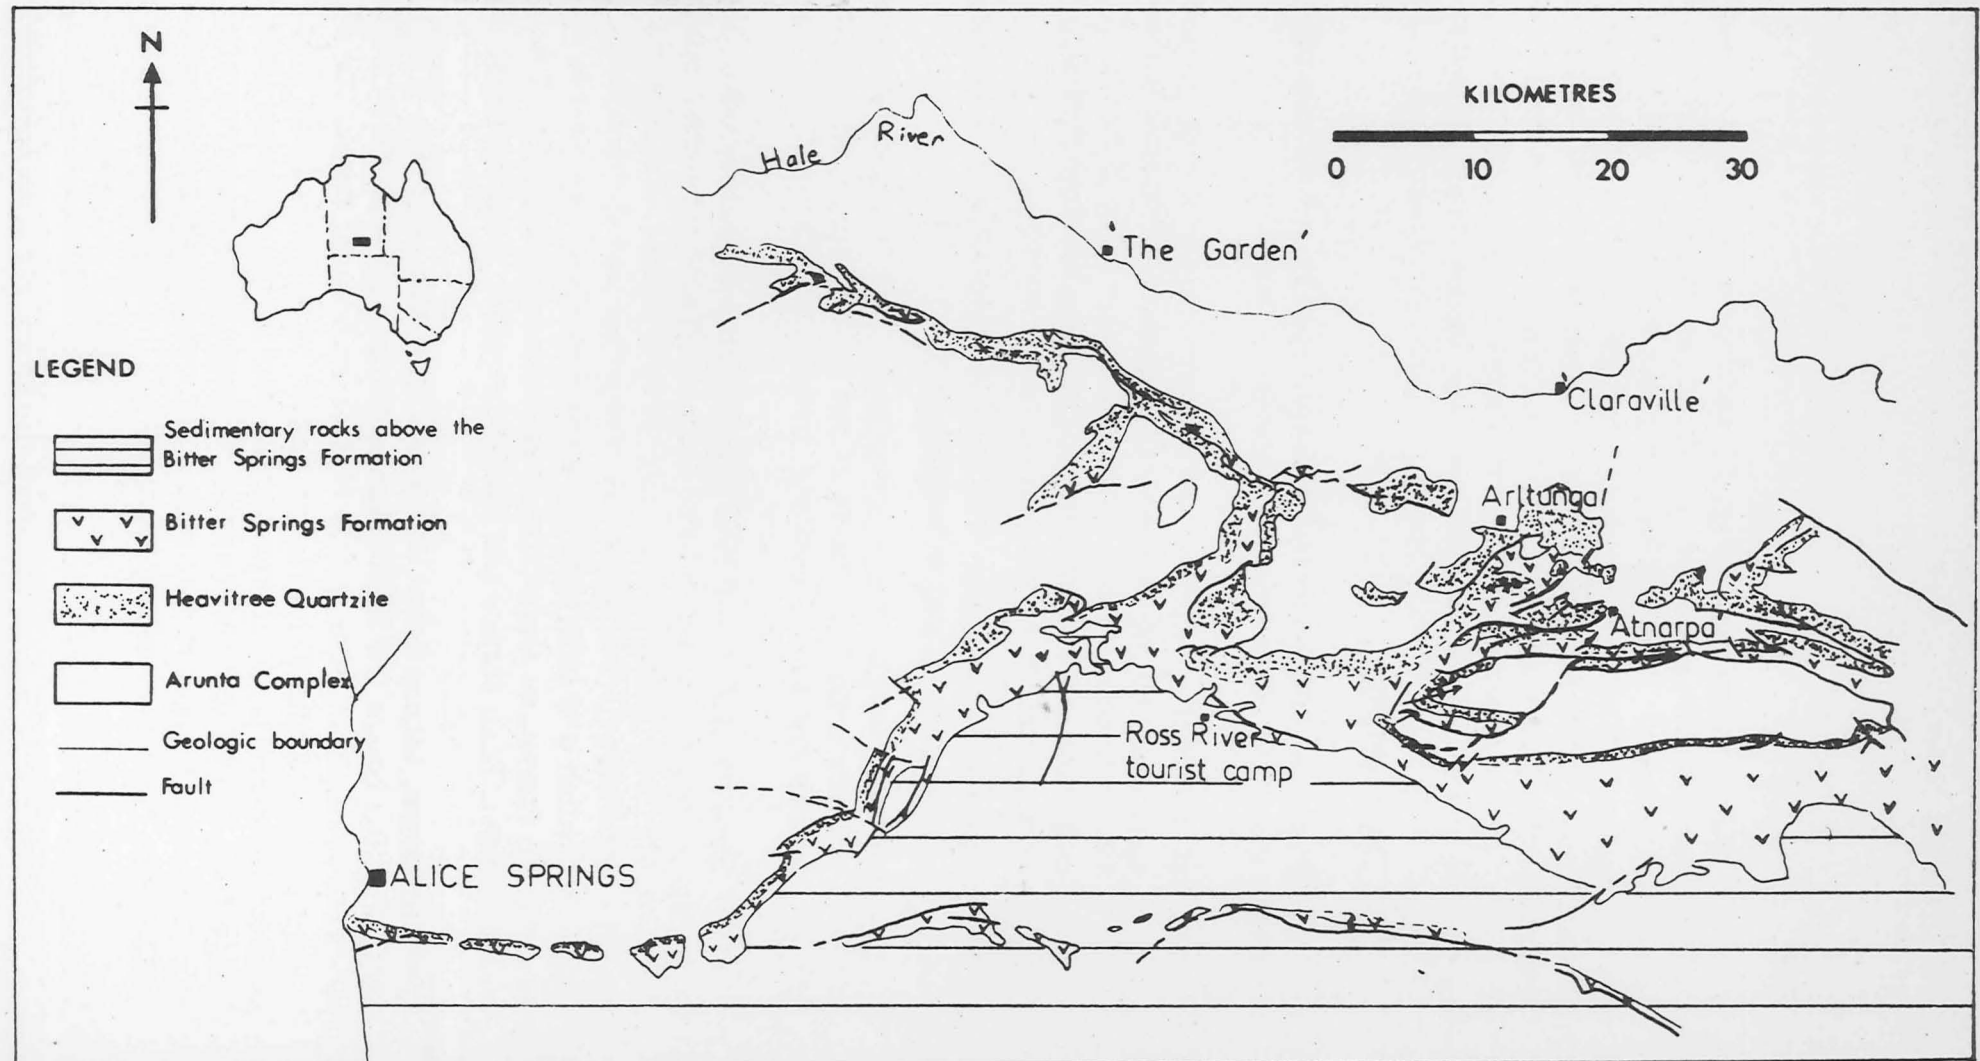 N
KILOMETRES
0 10 20 30
Hale River
'The Garden'
LEGEND
Sedimentary rocks above the
Bitter Springs Formation
Bitter Springs Formation
Heavitree Quartzite
Arunta Complex
Geologic boundary
Fault
'Claraville'
Arltunga
Atnarpa
Ross River
tourist camp
ALICE SPRINGS